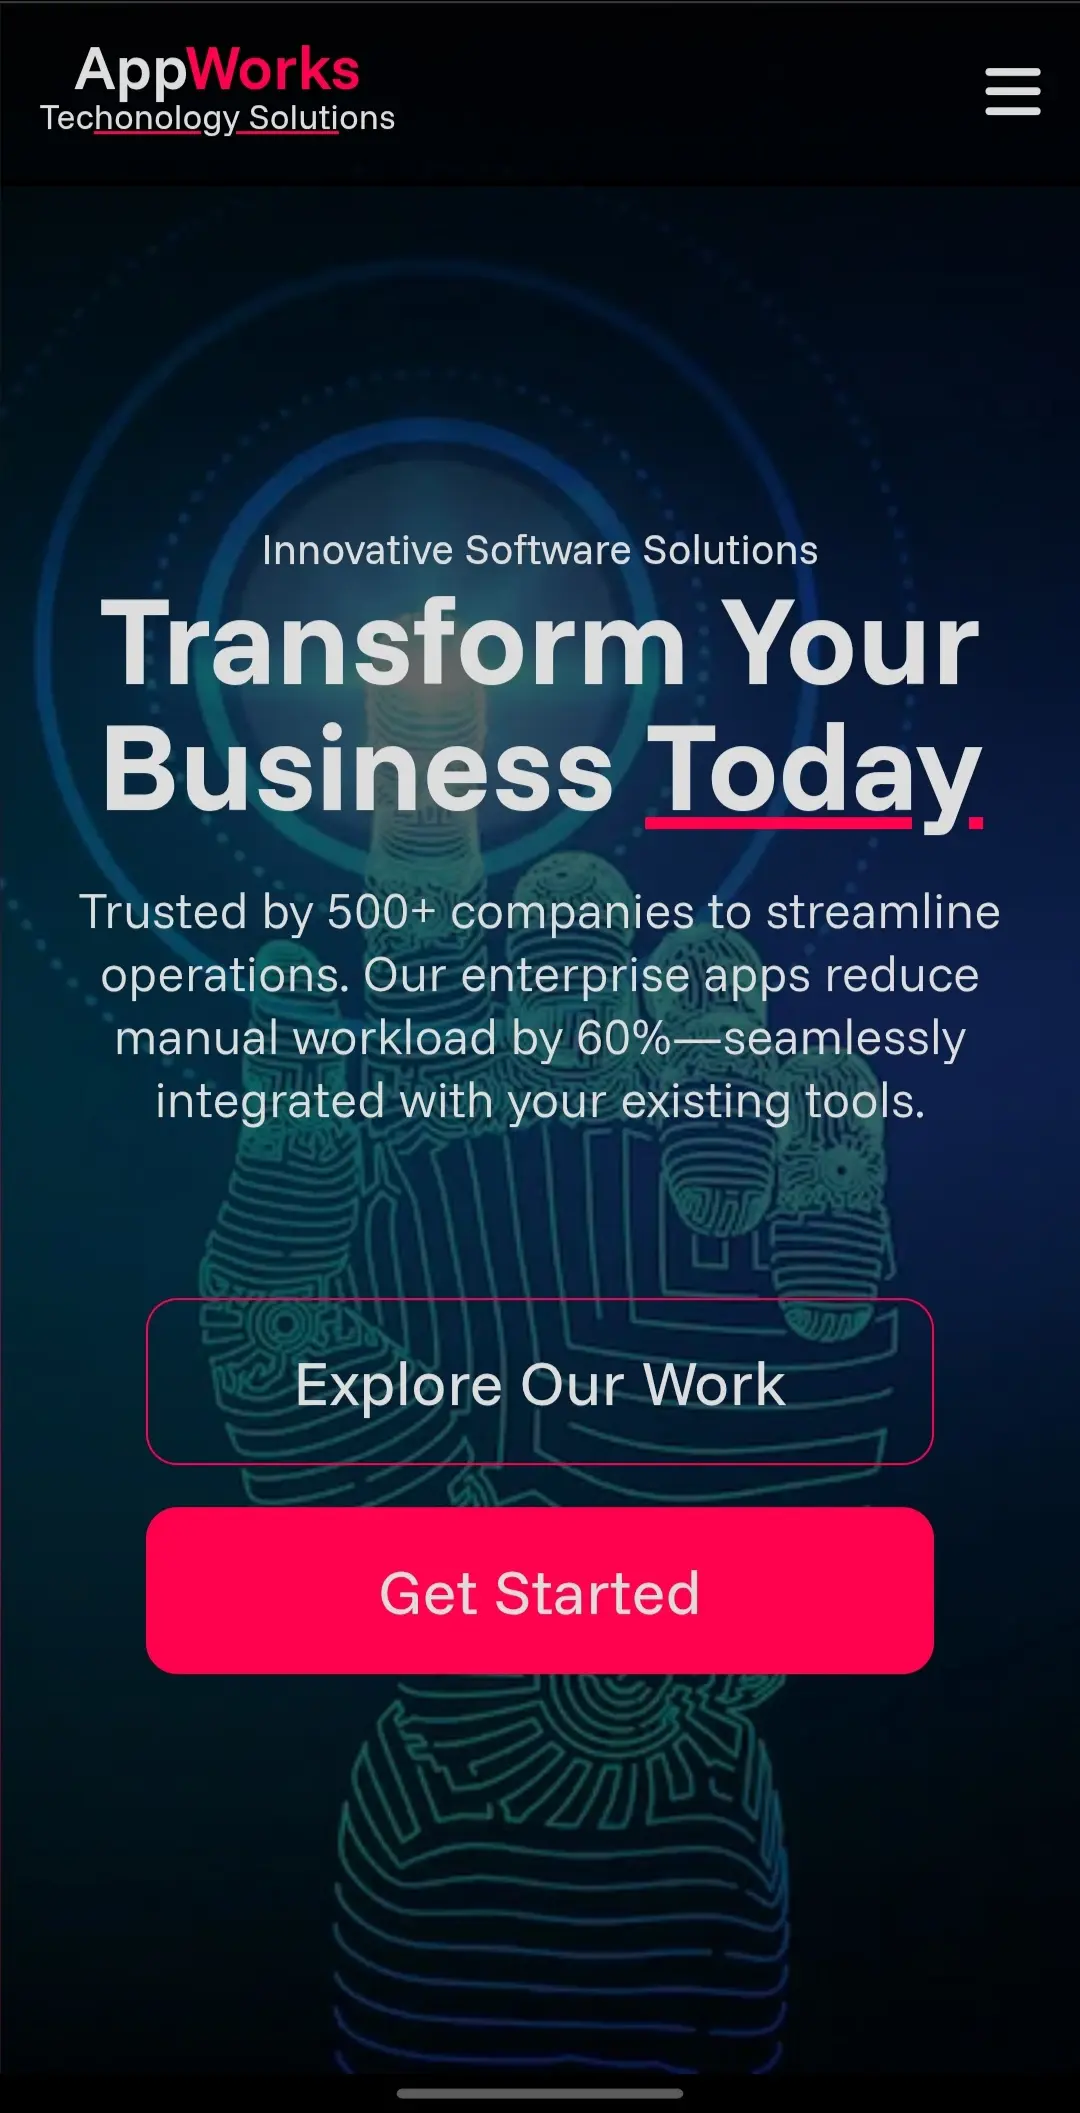 AppWorks
Techonology Solutions
Innovative Software Solutions
Transform Your
Business Today
Trusted by 500+ companies to streamline
operations. Our enterprise apps reduce
manual workload by 60%—seamlessly
integrated with your existing tools.
Explore Our Work
Get Started